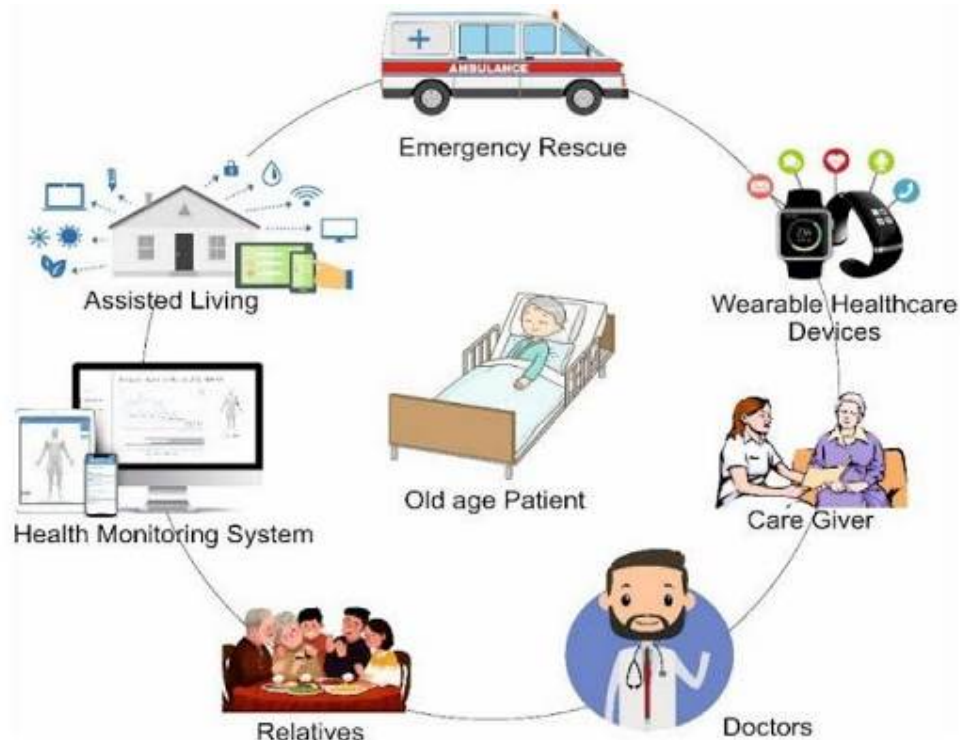 AMBULANCE
Emergency Rescue
Assisted Living
Wearable Healthcare
Devices
Old age Patient
Care Giver
Health Monitoring System
Relatives
Doctors